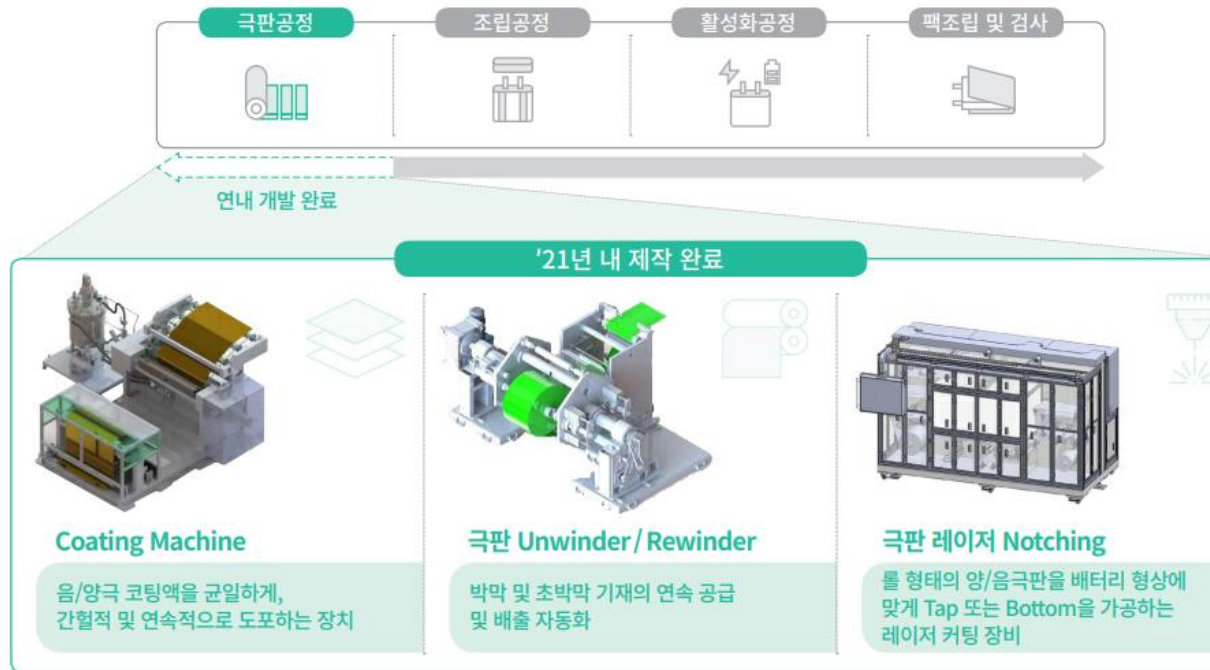 극판공정
조립공정
활성화공정
팩조립 및 검사
연내 개발 완료
'21년 내 제작 완료
Coating Machine
음/양극 코팅액을 균일하게,
간헐적 및 연속적으로 도포하는 장치
극판 Unwinder / Rewinder
박막 및 초박막 기재의 연속 공급
및 배출 자동화
극판 레이저 Notching
롤 형태의 양/음극판을 배터리 형상에
맞게 Tap 또는 Bottom을 가공하는
레이저 커팅 장비